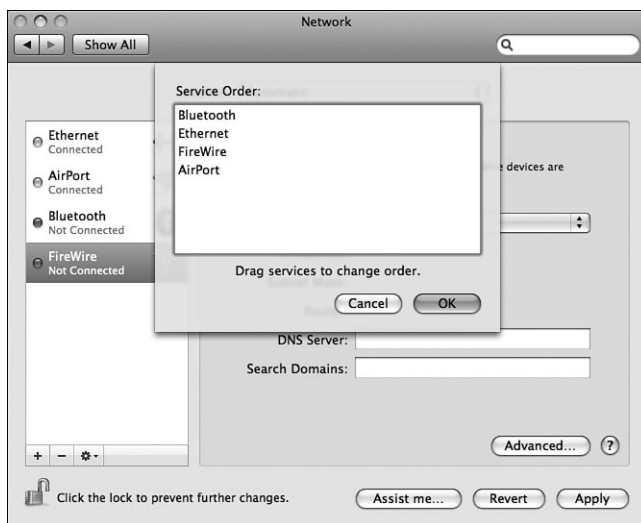 Network
Show All
Service Order:
Bluetooth
Ethernet
FireWire
AirPort
Drag services to change order.
Cancel
OK
Ethernet
Connected
AirPort
Connected
Bluetooth
Not Connected
FireWire
Not Connected
devices are
DNS Server:
Search Domains:
Advanced...
?
+ −
Click the lock to prevent further changes.
Assist me...
Revert
Apply